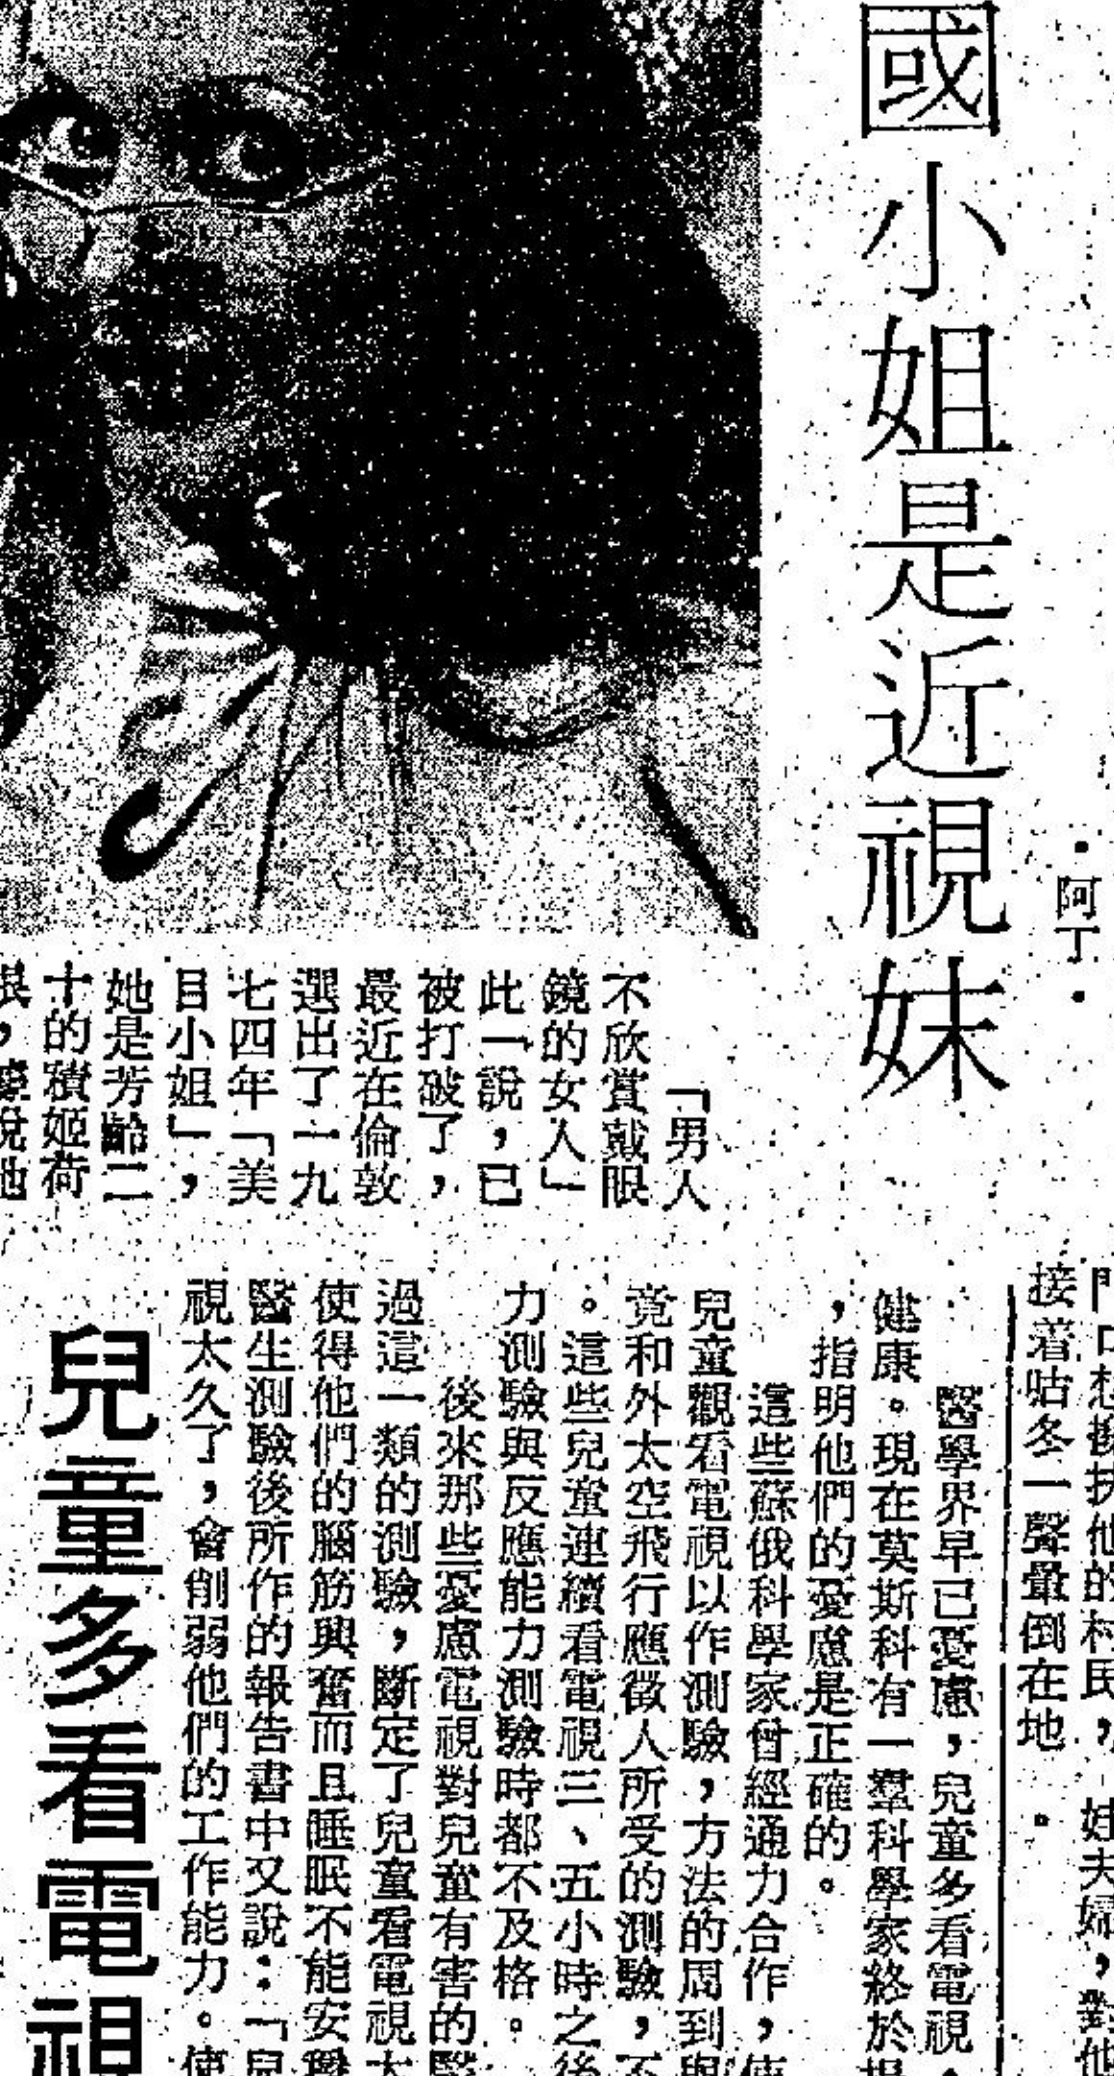 國小姐是近視妹
・阿丁・
「男人
不欣賞戴眼
鏡的女人」
此一說，已
被打破了，
最近在倫敦
選出了一九
七四年「美
目小姐」，
她是芳齡二
十的積姬荷
接着咕冬一聲暈倒在地。
醫學界早已憂慮，兒童多看電視，
健康。現在莫斯科有一羣科學家終於提
，指明他們的憂慮是正確的。
這些蘇俄科學家曾經通力合作，使
兒童觀看電視以作測驗，方法的周到與
竟和外太空飛行應徵人所受的測驗，不
。這些兒童連續看電視三、五小時之後
力測驗與反應能力測驗時都不及格。
後來那些憂慮電視對兒童有害的醫
過這一類的測驗，斷定了兒童看電視太
使得他們的腦筋興奮而且睡眠不能安穩
醫生測驗後所作的報告書中又說：「兒
視太久了，會削弱他們的工作能力。使
兒童多看電視